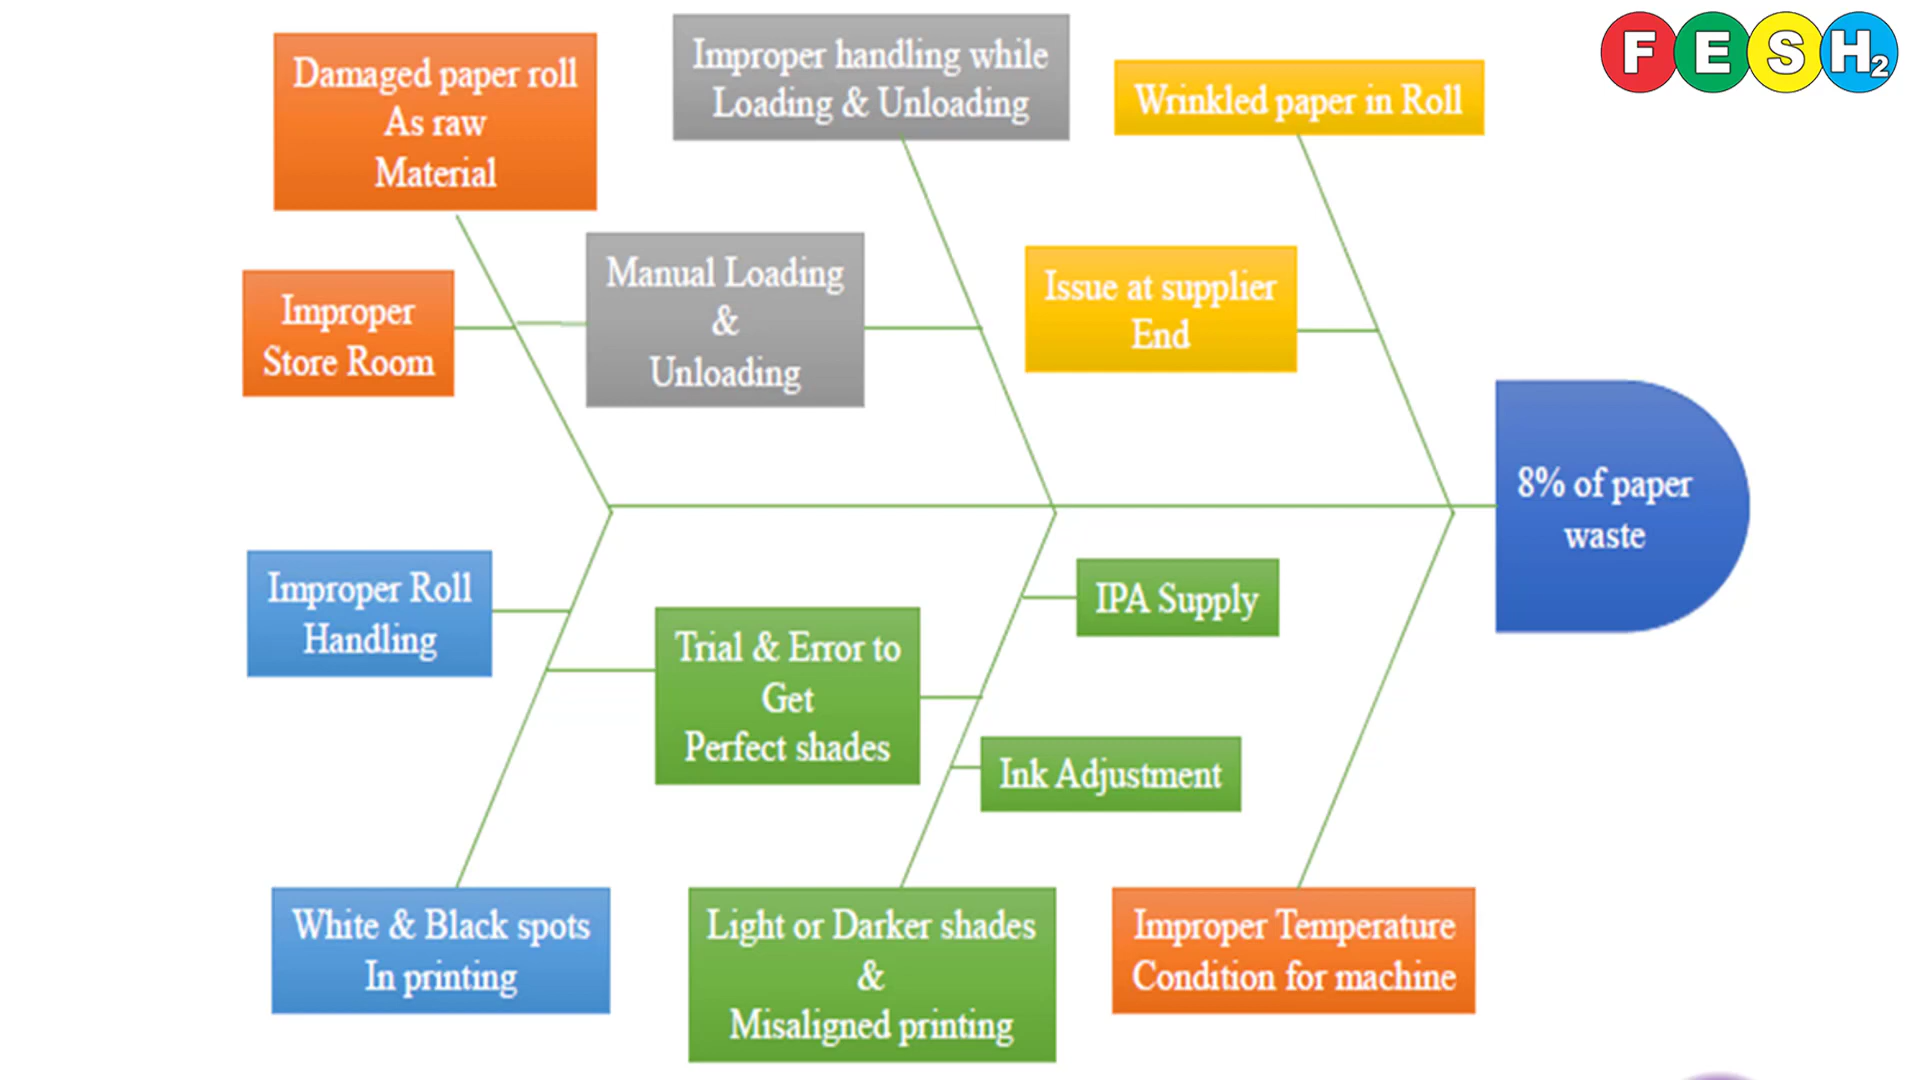 Damaged paper roll
As raw
Material
Improper handling while
Loading & Unloading
Wrinkled paper in Roll
FESH2
Improper
Store Room
Manual Loading
&
Unloading
Issue at supplier
End
8% of paper
waste
Improper Roll
Handling
Trial & Error to
Get
Perfect shades
IPA Supply
Ink Adjustment
White & Black spots
In printing
Light or Darker shades
&
Misaligned printing
Improper Temperature
Condition for machine